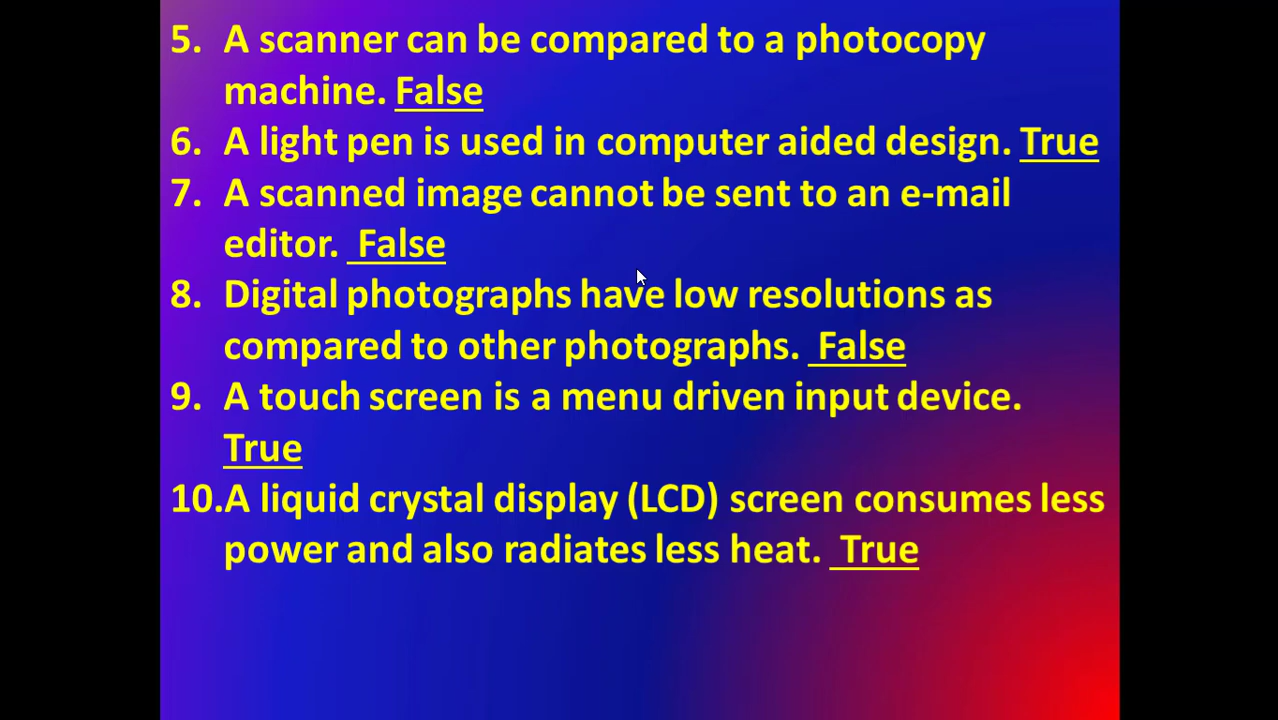 5. A scanner can be compared to a photocopy
machine. False
6. A light pen is used in computer aided design. True
7. A scanned image cannot be sent to an e-mail
editor. False
8. Digital photographs have low resolutions as
compared to other photographs. False
9. A touch screen is a menu driven input device.
True
10.A liquid crystal display (LCD) screen consumes less
power and also radiates less heat. True